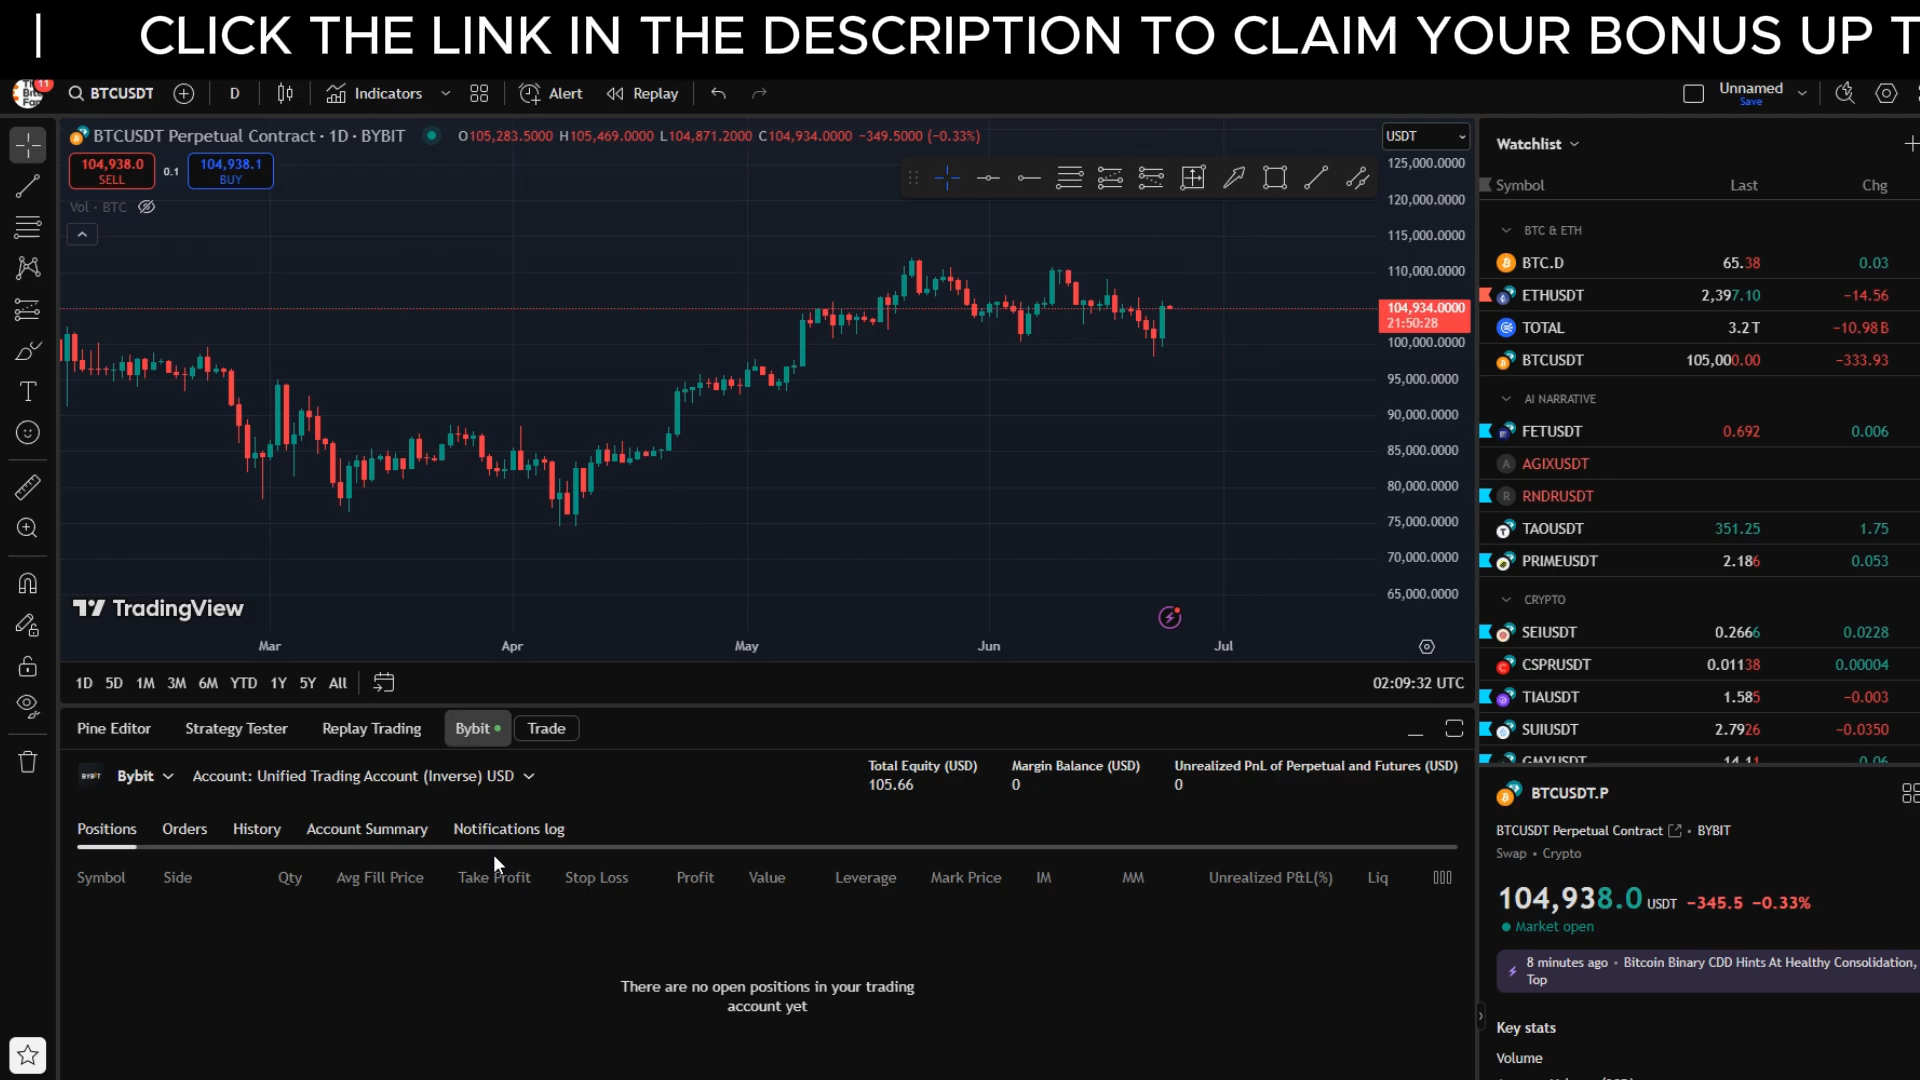 CLICK THE LINK IN THE DESCRIPTION TO CLAIM YOUR BONUS UP T
11
BTCUSDT
D
Indicators
Alert
Replay
Unnamed
Save
BTCUSDT Perpetual Contract · 1D · BYBIT
O105,283.5000 H105,469.0000 L104,871.2000 C104,934.0000 −349.5000 (−0.33%)
USDT
104,938.0
SELL
0.1
104,938.1
BUY
Vol · BTC
125,000.0000
120,000.0000
115,000.0000
110,000.0000
104,934.0000
21:50:28
100,000.0000
95,000.0000
90,000.0000
85,000.0000
80,000.0000
75,000.0000
70,000.0000
65,000.0000
TradingView
Mar
Apr
May
Jun
Jul
1D 5D 1M 3M 6M YTD 1Y 5Y All
02:09:32 UTC
Pine Editor
Strategy Tester
Replay Trading
Bybit
Trade
BYBIT
Bybit
Account: Unified Trading Account (Inverse) USD
Total Equity (USD)
105.66
Margin Balance (USD)
0
Unrealized PnL of Perpetual and Futures (USD)
0
Positions
Orders
History
Account Summary
Notifications log
Symbol
Side
Qty
Avg Fill Price
Take Profit
Stop Loss
Profit
Value
Leverage
Mark Price
IM
MM
Unrealized P&L(%)
Liq
There are no open positions in your trading
account yet
Watchlist
Symbol
Last
Chg
BTC & ETH
BTC.D 65.38 0.03
ETHUSDT 2,397.10 −14.56
TOTAL 3.2T −10.98B
BTCUSDT 105,000.00 −333.93
AI NARRATIVE
FETUSDT 0.692 0.006
A AGIXUSDT
R RNDRUSDT
TAOUSDT 351.25 1.75
PRIMEUSDT 2.186 0.053
CRYPTO
SEIUSDT 0.2666 0.0228
CSPRUSDT 0.01138 0.00004
TIAUSDT 1.585 −0.003
SUIUSDT 2.7926 −0.0350
GMXUSDT 14.11 0.06
BTCUSDT.P
BTCUSDT Perpetual Contract • BYBIT
Swap • Crypto
104,938.0 USDT −345.5 −0.33%
Market open
8 minutes ago • Bitcoin Binary CDD Hints At Healthy Consolidation,
Top
Key stats
Volume